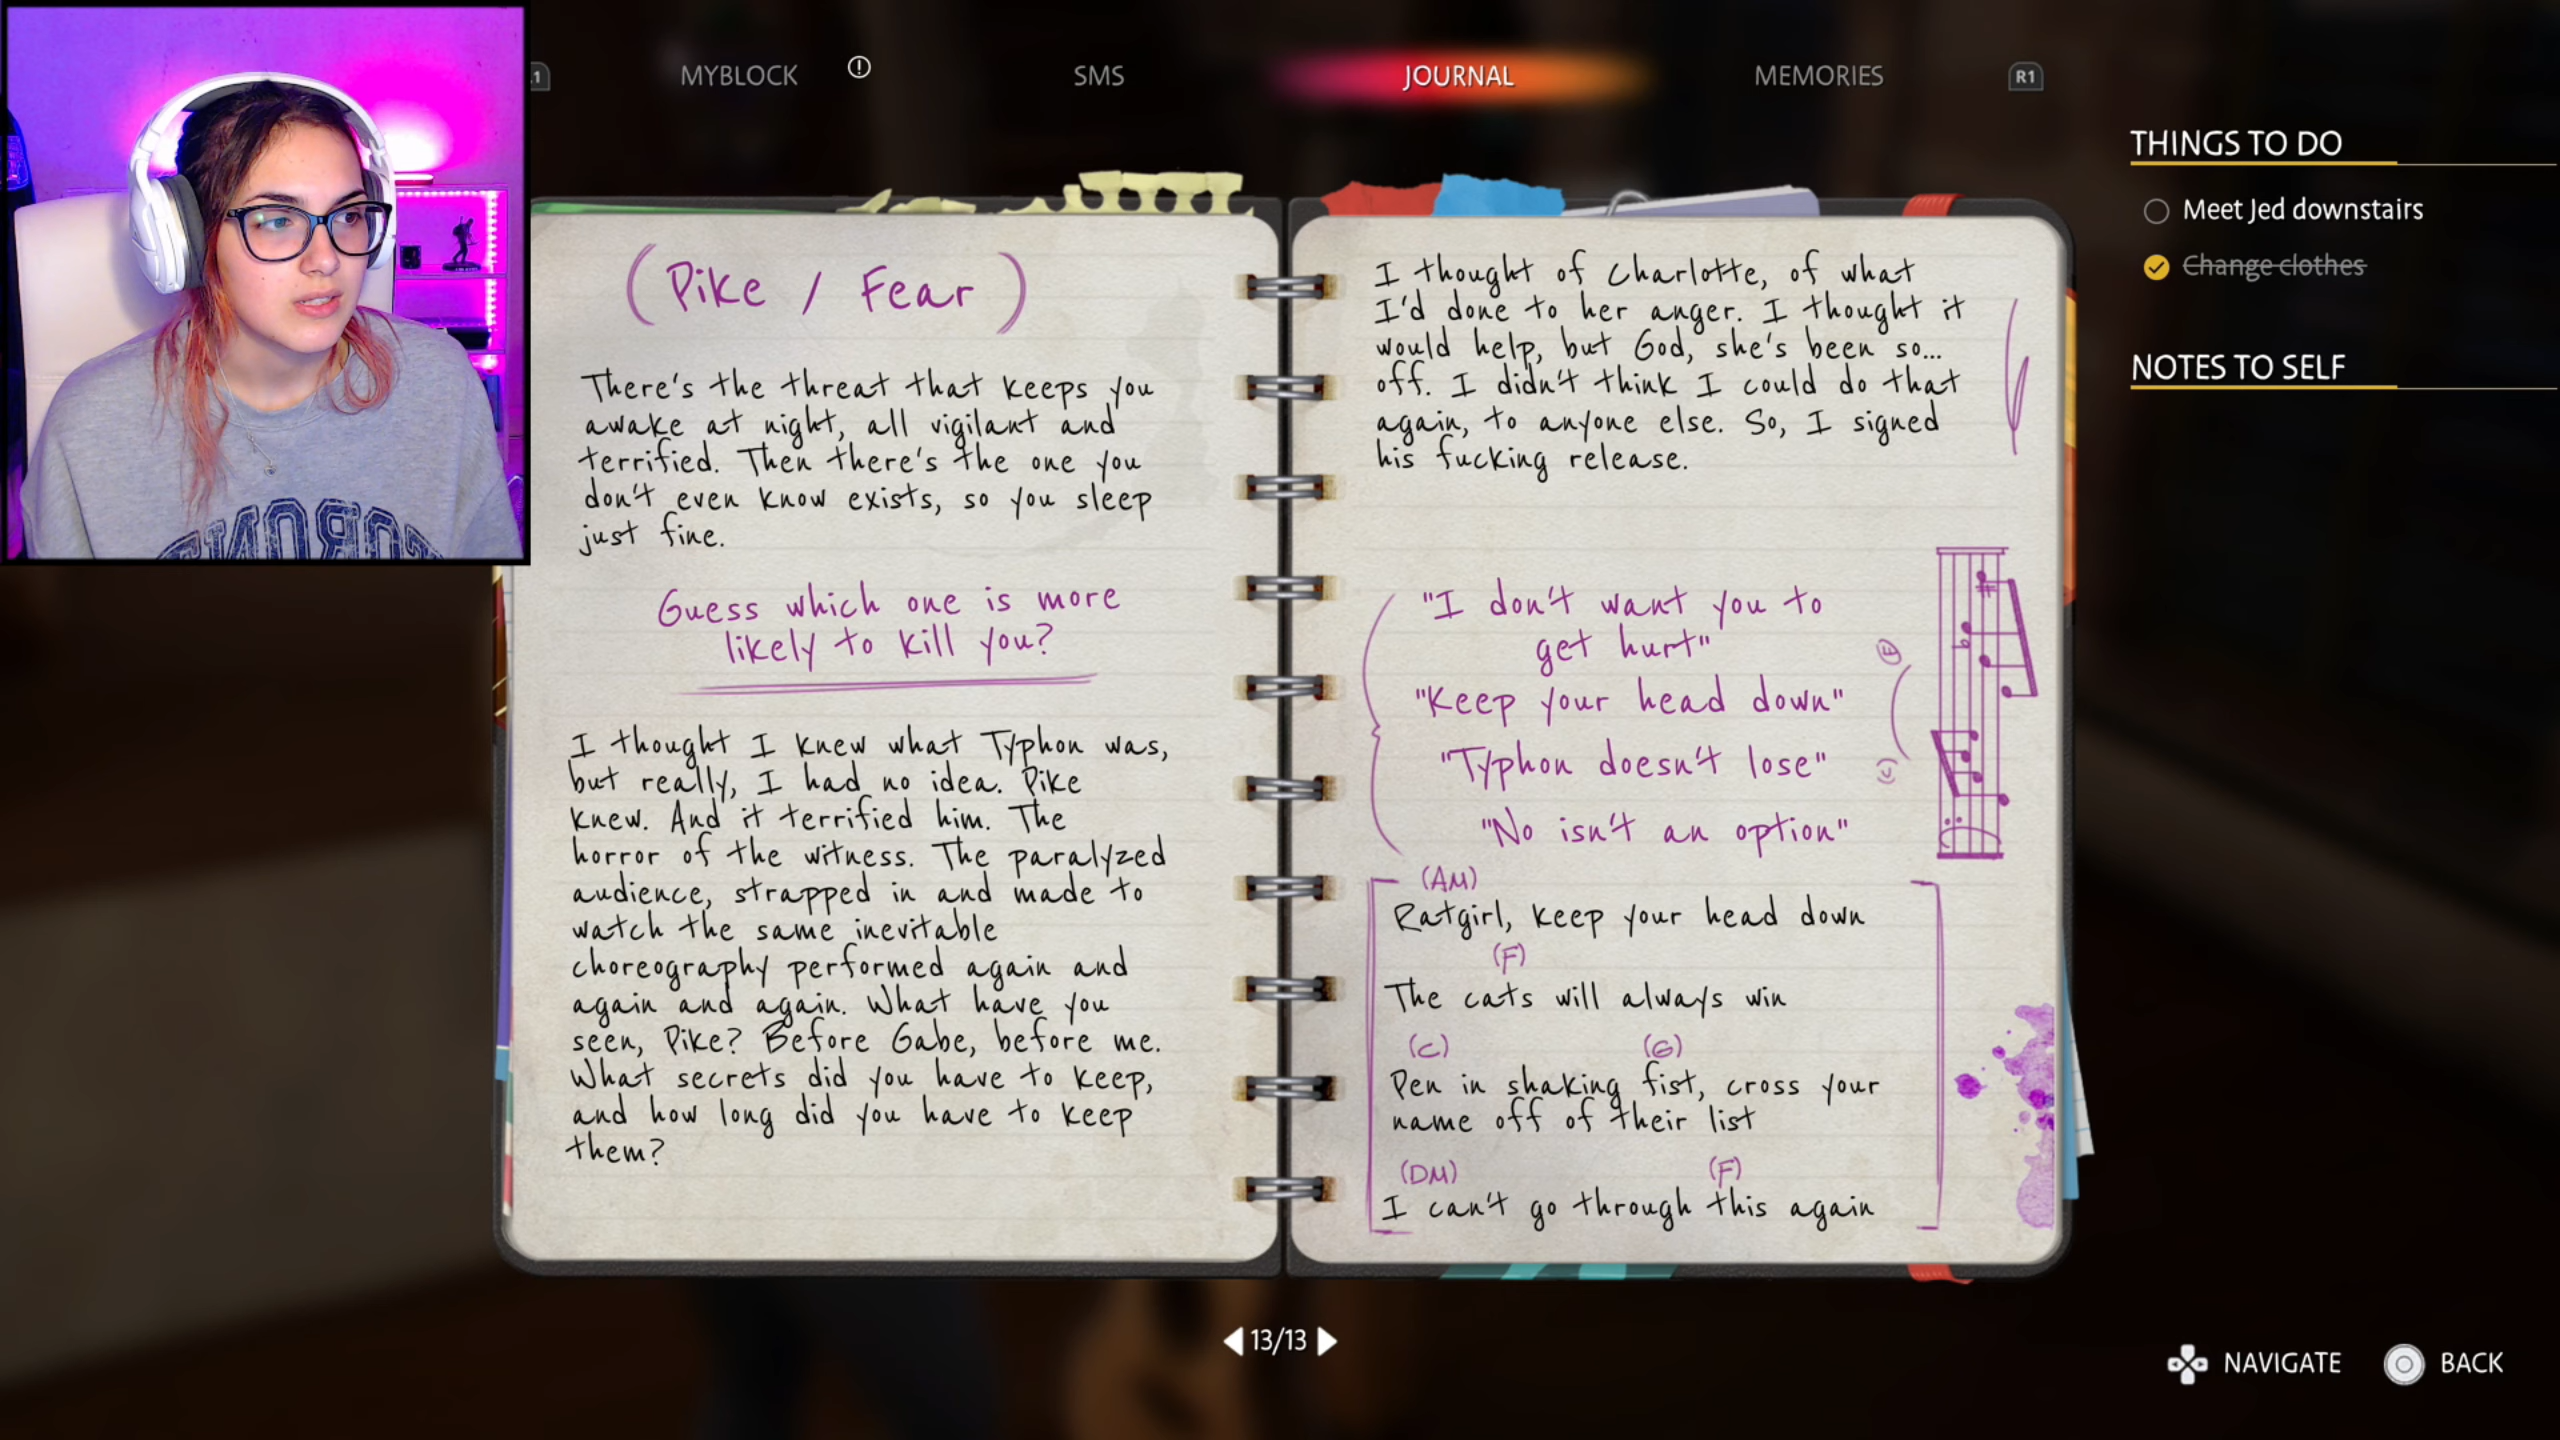 1
MYBLOCK
SMS
JOURNAL
MEMORIES
R1
THINGS TO DO
Meet Jed downstairs
Change clothes
NOTES TO SELF
(Pike / Fear)
There's the threat that keeps you
awake at night, all vigilant and
terrified. Then there's the one you
don't even know exists, so you sleep
just fine.
Guess which one is more
likely to kill you?
I thought I knew what Typhon was,
but really, I had no idea. Pike
knew. And it terrified him. The
horror of the witness. The paralyzed
audience, strapped in and made to
watch the same inevitable
choreography performed again and
again and again. What have you
seen, Pike? Before Gabe, before me.
What secrets did you have to keep,
and how long did you have to keep
them?
I thought of Charlotte, of what
I'd done to her anger. I thought it
would help, but God, she's been so...
off. I didn't think I could do that
again, to anyone else. So, I signed
his fucking release.
"I don't want you to
get hurt"
"Keep your head down"
"Typhon doesn't lose"
"No isn't an option"
(AM)
Ratgirl, keep your head down
(F)
The cats will always win
(C) (G)
Pen in shaking fist, cross your
name off of their list
(DM) (F)
I can't go through this again
13/13
NAVIGATE
BACK